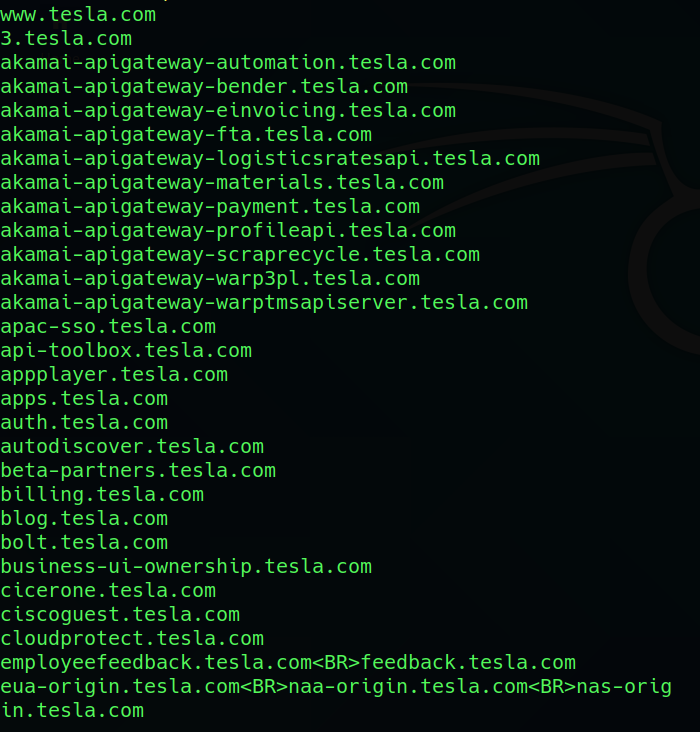 www.tesla.com
3.tesla.com
akamai-apigateway-automation.tesla.com
akamai-apigateway-bender.tesla.com
akamai-apigateway-einvoicing.tesla.com
akamai-apigateway-fta.tesla.com
akamai-apigateway-logisticsratesapi.tesla.com
akamai-apigateway-materials.tesla.com
akamai-apigateway-payment.tesla.com
akamai-apigateway-profileapi.tesla.com
akamai-apigateway-scraprecycle.tesla.com
akamai-apigateway-warp3pl.tesla.com
akamai-apigateway-warptmsapiserver.tesla.com
apac-sso.tesla.com
api-toolbox.tesla.com
appplayer.tesla.com
apps.tesla.com
auth.tesla.com
autodiscover.tesla.com
beta-partners.tesla.com
billing.tesla.com
blog.tesla.com
bolt.tesla.com
business-ui-ownership.tesla.com
cicerone.tesla.com
ciscoguest.tesla.com
cloudprotect.tesla.com
employeefeedback.tesla.com<BR>feedback.tesla.com
eua-origin.tesla.com<BR>naa-origin.tesla.com<BR>nas-orig
in.tesla.com